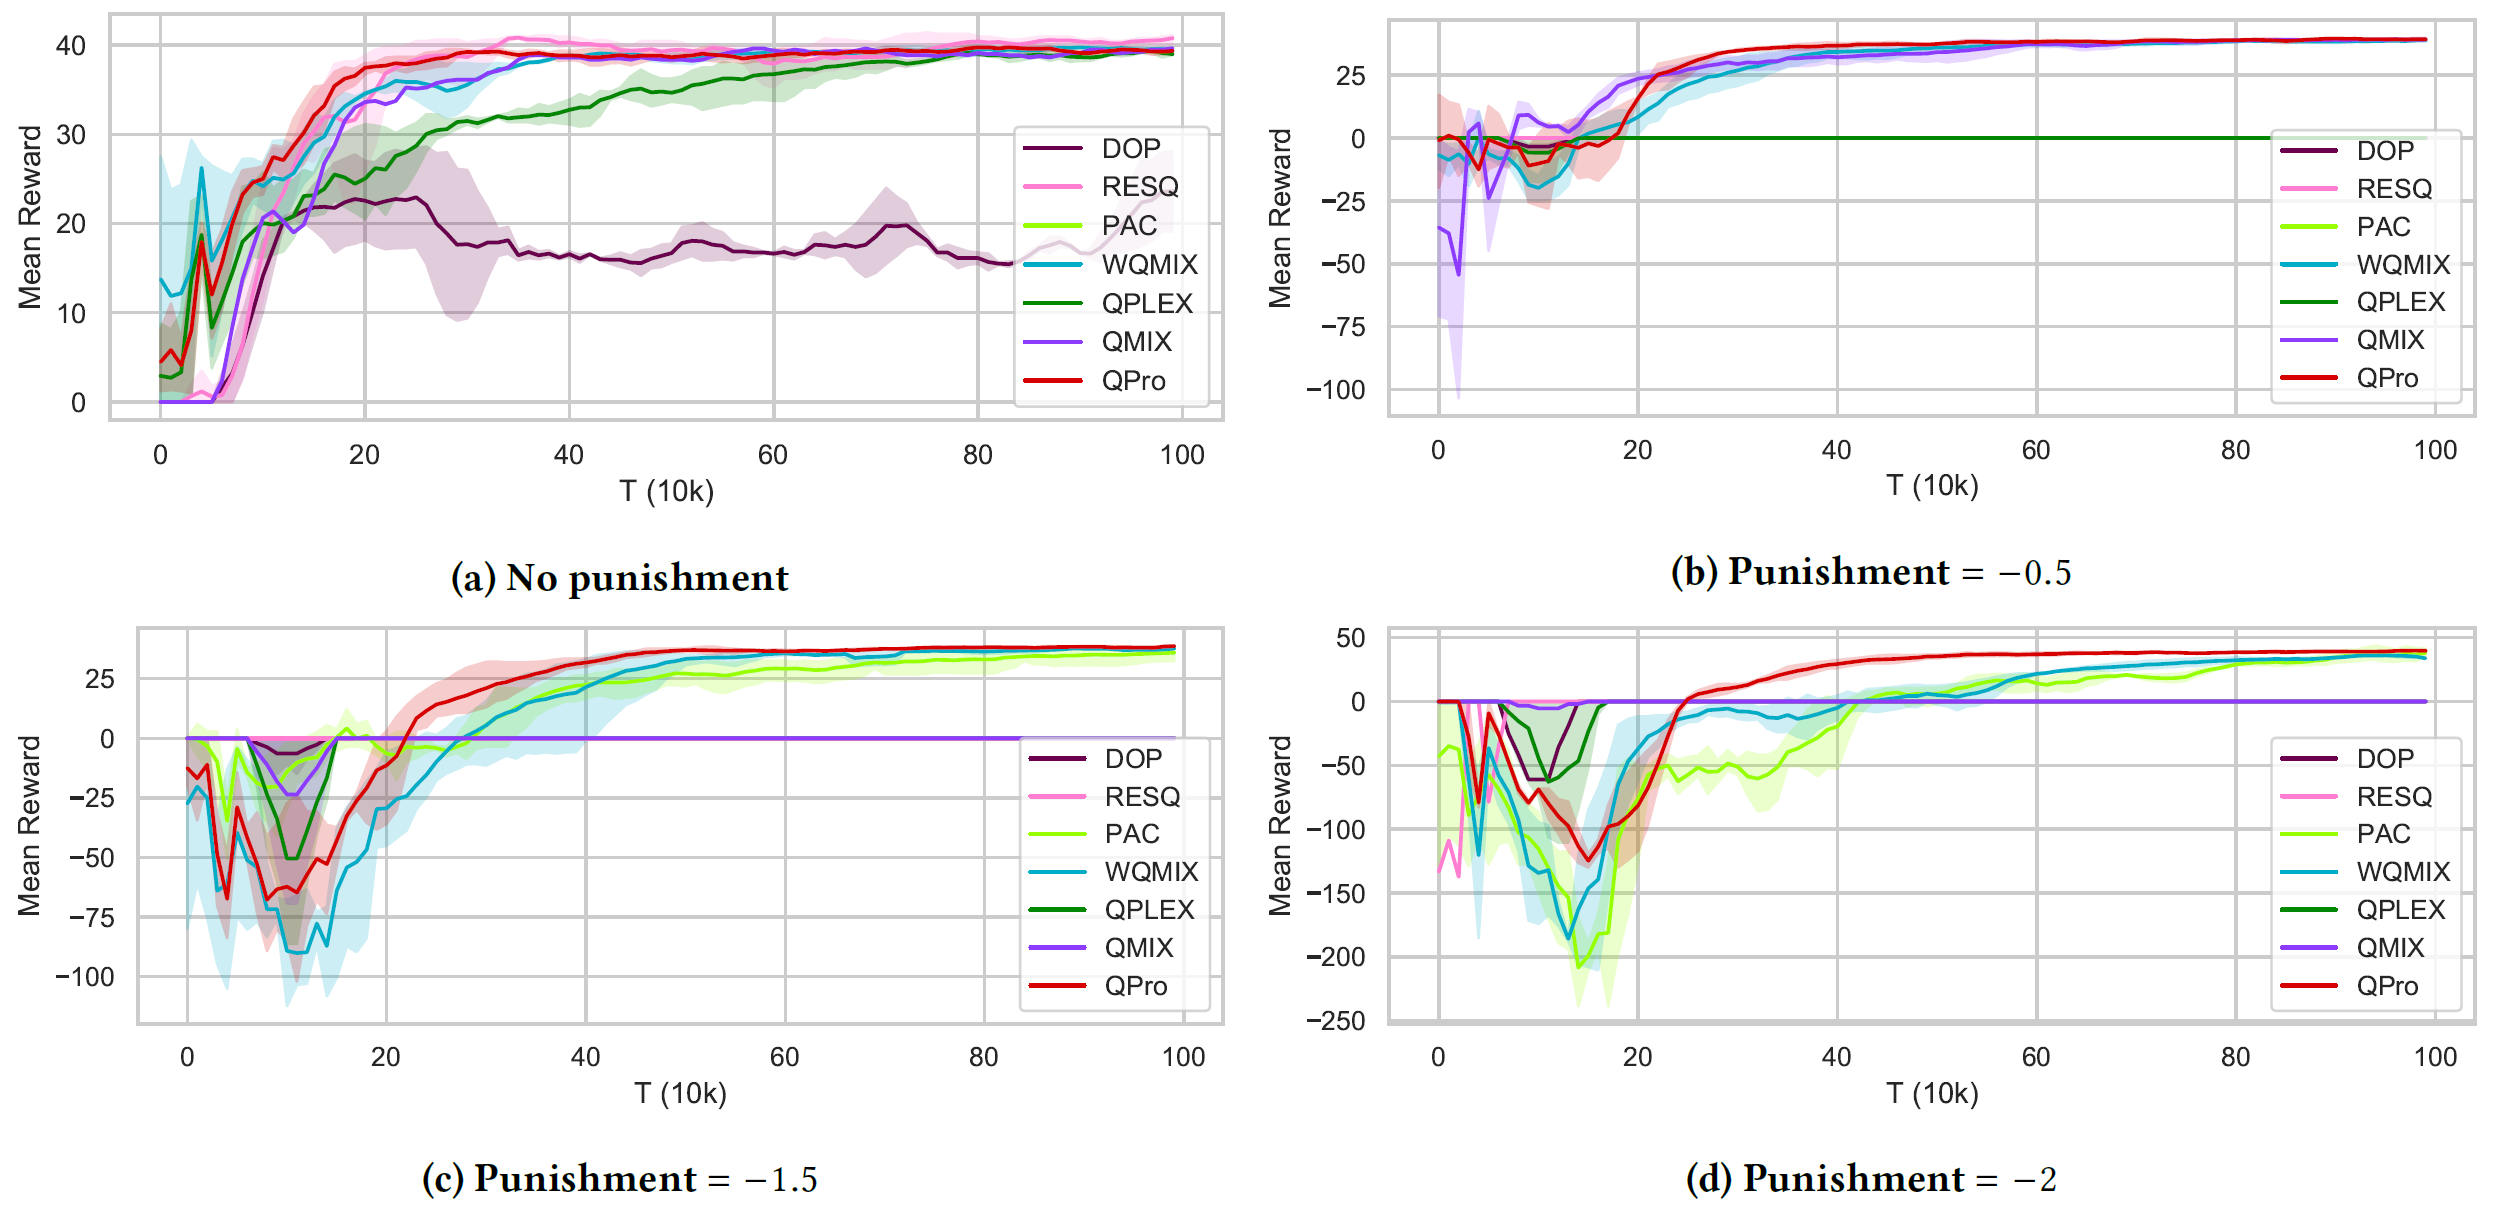 40
30
20
10
0
Mean Reward
0 20 40 60 80 100
T (10k)
DOP
RESQ
PAC
WQMIX
QPLEX
QMIX
QPro
(a) No punishment
25
0
−25
−50
−75
−100
Mean Reward
0 20 40 60 80 100
T (10k)
DOP
RESQ
PAC
WQMIX
QPLEX
QMIX
QPro
(b) Punishment = −0.5
25
0
−25
−50
−75
−100
Mean Reward
0 20 40 60 80 100
T (10k)
DOP
RESQ
PAC
WQMIX
QPLEX
QMIX
QPro
(c) Punishment = −1.5
50
0
−50
−100
−150
−200
−250
Mean Reward
0 20 40 60 80 100
T (10k)
DOP
RESQ
PAC
WQMIX
QPLEX
QMIX
QPro
(d) Punishment = −2